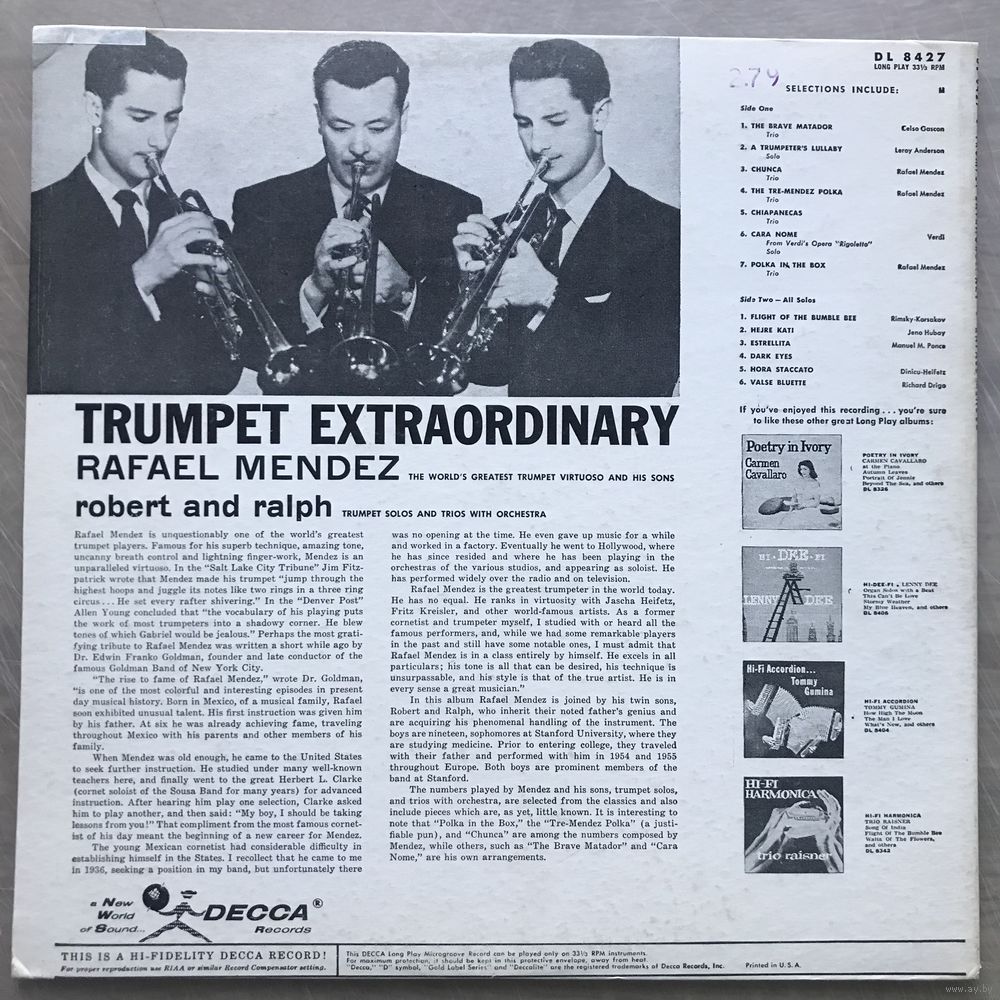 DL 8427
LONG PLAY 33⅓ RPM
2.79
SELECTIONS INCLUDE:
M
Side One
1. THE BRAVE MATADOR Celso Gascon
Trio
2. A TRUMPETER'S LULLABY Leroy Anderson
Solo
3. CHUNCA Rafael Mendez
Trio
4. THE TRE-MENDEZ POLKA Rafael Mendez
Trio
5. CHIAPANECAS
Trio
6. CARA NOME Verdi
From Verdi's Opera "Rigoletto"
Solo
7. POLKA IN THE BOX Rafael Mendez
Trio
Side Two — All Solos
1. FLIGHT OF THE BUMBLE BEE Rimsky-Korsakov
2. HEJRE KATI Jeno Hubay
3. ESTRELLITA Manuel M. Ponce
4. DARK EYES
5. HORA STACCATO Dinicu-Heifetz
6. VALSE BLUETTE Richard Drigo
If you've enjoyed this recording...you're sure
to like these other great Long Play albums:
Poetry in Ivory
Carmen
Cavallaro
POETRY IN IVORY
CARMEN CAVALLARO
at the Piano
Autumn Leaves
Portrait Of Jennie
Beyond The Sea, and others
DL 8326
HI-DEE-FI
LENNY DEE
HI-DEE-FI, LENNY DEE
Organ Solos with a Beat
This Can't Be Love
Stormy Weather
My Blue Heaven, and others
DL 8406
Hi-Fi Accordion...
Tommy
Gumina
HI-FI ACCORDION
TOMMY GUMINA
How High The Moon
The Man I Love
What's New, and others
DL 8404
HI-FI
HARMONICA
trio raisner
HI-FI HARMONICA
TRIO RAISNER
Song Of India
Flight Of The Bumble Bee
Waltz Of The Flowers,
and others
DL 8342
TRUMPET EXTRAORDINARY
RAFAEL MENDEZ THE WORLD'S GREATEST TRUMPET VIRTUOSO AND HIS SONS
robert and ralph TRUMPET SOLOS AND TRIOS WITH ORCHESTRA
Rafael Mendez is unquestionably one of the world's greatest
trumpet players. Famous for his superb technique, amazing tone,
uncanny breath control and lightning finger-work, Mendez is an
unparalleled virtuoso. In the "Salt Lake City Tribune" Jim Fitz-
patrick wrote that Mendez made his trumpet "jump through the
highest hoops and juggle its notes like two rings in a three ring
circus... He set every rafter shivering." In the "Denver Post"
Allen Young concluded that "the vocabulary of his playing puts
the work of most trumpeters into a shadowy corner. He blew
tones of which Gabriel would be jealous." Perhaps the most grati-
fying tribute to Rafael Mendez was written a short while ago by
Dr. Edwin Franko Goldman, founder and late conductor of the
famous Goldman Band of New York City.
"The rise to fame of Rafael Mendez," wrote Dr. Goldman,
"is one of the most colorful and interesting episodes in present
day musical history. Born in Mexico, of a musical family, Rafael
soon exhibited unusual talent. His first instruction was given him
by his father. At six he was already achieving fame, traveling
throughout Mexico with his parents and other members of his
family.
When Mendez was old enough, he came to the United States
to seek further instruction. He studied under many well-known
teachers here, and finally went to the great Herbert L. Clarke
(cornet soloist of the Sousa Band for many years) for advanced
instruction. After hearing him play one selection, Clarke asked
him to play another, and then said: "My boy, I should be taking
lessons from you!" That compliment from the most famous cornet-
ist of his day meant the beginning of a new career for Mendez.
The young Mexican cornetist had considerable difficulty in
establishing himself in the States. I recollect that he came to me
in 1936, seeking a position in my band, but unfortunately there
was no opening at the time. He even gave up music for a while
and worked in a factory. Eventually he went to Hollywood, where
he has since resided and where he has been playing in the
orchestras of the various studios, and appearing as soloist. He
has performed widely over the radio and on television.
Rafael Mendez is the greatest trumpeter in the world today.
He has no equal. He ranks in virtuosity with Jascha Heifetz,
Fritz Kreisler, and other world-famous artists. As a former
cornetist and trumpeter myself, I studied with or heard all the
famous performers, and, while we had some remarkable players
in the past and still have some notable ones, I must admit that
Rafael Mendez is in a class entirely by himself. He excels in all
particulars; his tone is all that can be desired, his technique is
unsurpassable, and his style is that of the true artist. He is in
every sense a great musician."
In this album Rafael Mendez is joined by his twin sons,
Robert and Ralph, who inherit their noted father's genius and
are acquiring his phenomenal handling of the instrument. The
boys are nineteen, sophomores at Stanford University, where they
are studying medicine. Prior to entering college, they traveled
with their father and performed with him in 1954 and 1955
throughout Europe. Both boys are prominent members of the
band at Stanford.
The numbers played by Mendez and his sons, trumpet solos,
and trios with orchestra, are selected from the classics and also
include pieces which are, as yet, little known. It is interesting to
note that "Polka in the Box," the "Tre-Mendez Polka" (a justi-
fiable pun), and "Chunca" are among the numbers composed by
Mendez, while others, such as "The Brave Matador" and "Cara
Nome," are his own arrangements.
a New
World
of Sound...
DECCA®
Records
THIS IS A HI-FIDELITY DECCA RECORD!
For proper reproduction use RIAA or similar Record Compensator setting.
This DECCA Long Play Microgroove Record can be played only on 33⅓ RPM instruments.
For maximum protection, it should be kept in this protective envelope, away from heat.
"Decca," "D" symbol, "Gold Label Series" and "Deccalite" are the registered trademarks of Decca Records, Inc. Printed in U.S.A.
www.ay.by